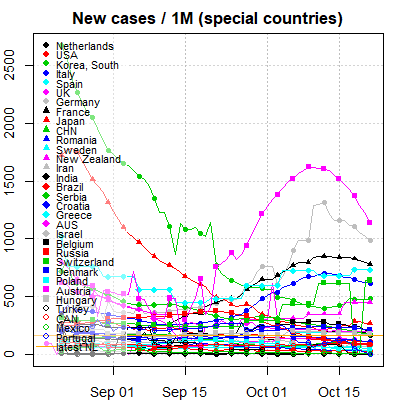 New cases / 1M (special countries)
2500
2000
1500
1000
500
0
Netherlands
USA
Korea, South
Italy
Spain
UK
Germany
France
Japan
CHN
Romania
Sweden
New Zealand
Iran
India
Brazil
Serbia
Croatia
Greece
AUS
Israel
Belgium
Russia
Switzerland
Denmark
Poland
Austria
Hungary
Turkey
CAN
Mexico
Portugal
latest NL
Sep 01
Sep 15
Oct 01
Oct 15